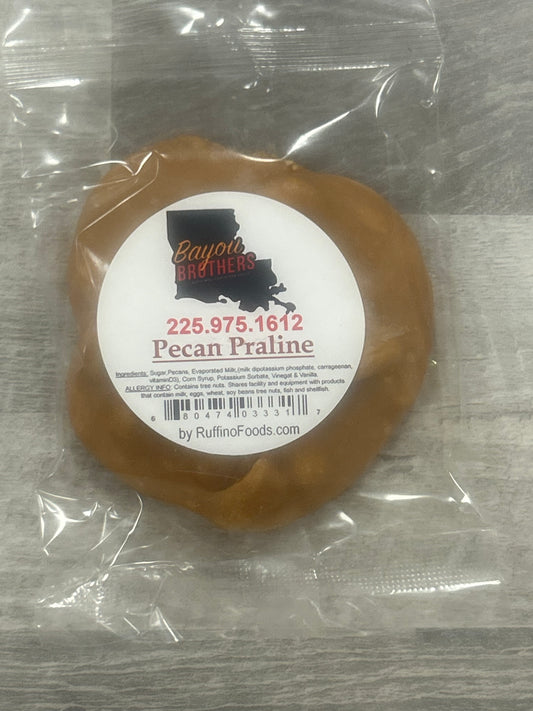 Bayou
BROTHERS
225.975.1612
Pecan Praline
Ingredients: Sugar,Pecans, Evaporated Milk,(milk dipotassium phosphate, carrageenan,
vitaminD3), Corn Syrup, Potassium Sorbate, Vinegat & Vanilla.
ALLERGY INFO: Contains tree nuts. Shares facility and equipment with products
that contain milk, eggs, wheat, soy beans tree nuts, fish and shellfish.
6 80474 03331 7
by RuffinoFoods.com